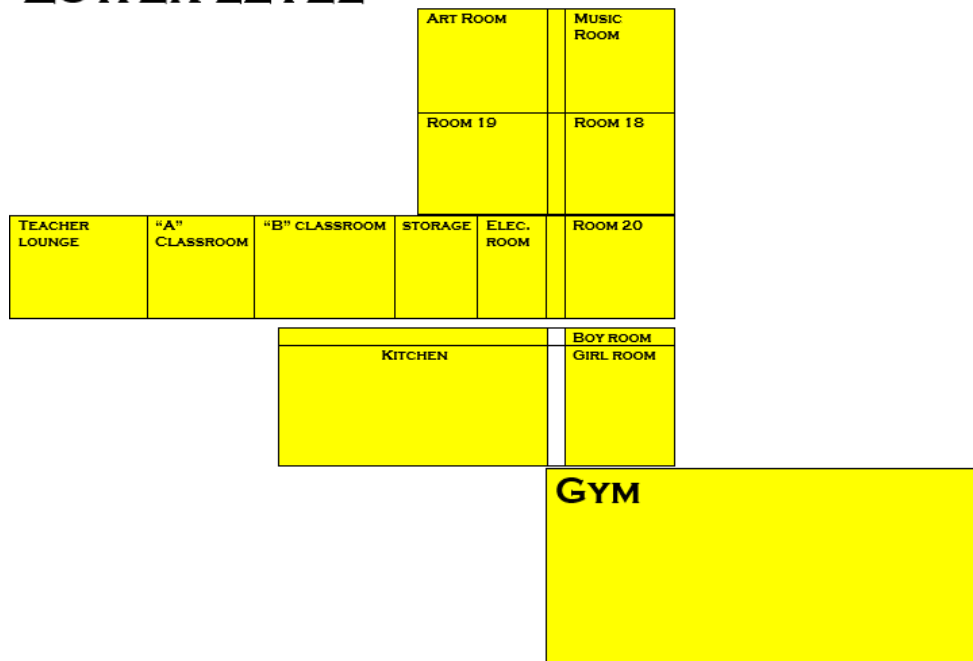 Art Room
Music
Room
Room 19
Room 18
Teacher
lounge
“A”
Classroom
“B” classroom
storage
Elec.
room
Room 20
Boy room
Kitchen
Girl room
Gym